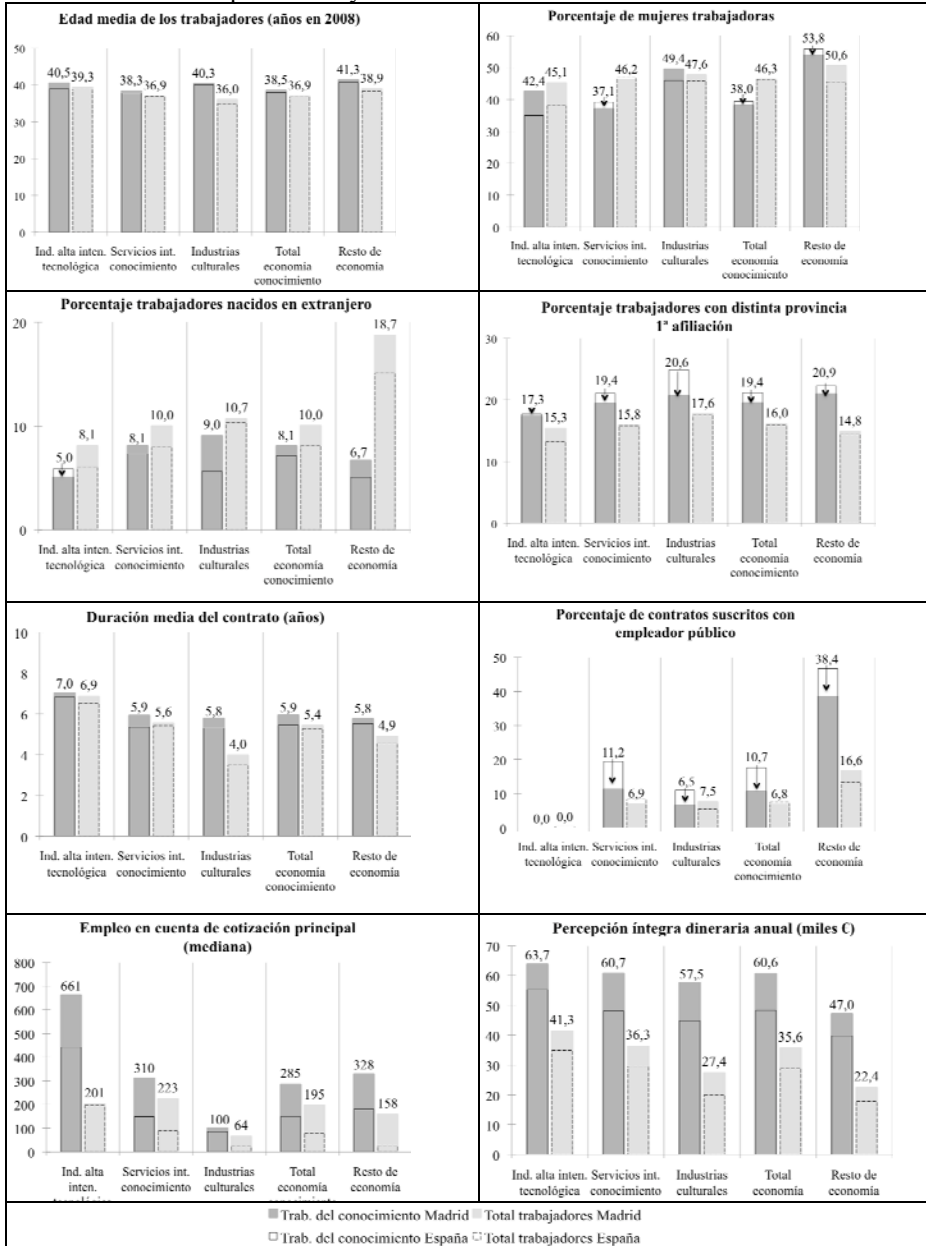 Edad media de los trabajadores (años en 2008)
50
40
30
20
10
0
40,5 39,3
38,3 36,9
40,3
36,0
38,5 36,9
41,3
38,9
Ind. alta inten. tecnológica
Servicios int. conocimiento
Industrias culturales
Total economía conocimiento
Resto de economía
Porcentaje de mujeres trabajadoras
60
50
40
30
20
10
0
42,4 45,1
37,1 46,2
49,4 47,6
38,0 46,3
53,8
50,6
Ind. alta inten. tecnológica
Servicios int. conocimiento
Industrias culturales
Total economía conocimiento
Resto de economía
Porcentaje trabajadores nacidos en extranjero
20
10
0
5,0 8,1
8,1 10,0
9,0 10,7
8,1 10,0
6,7 18,7
Ind. alta inten. tecnológica
Servicios int. conocimiento
Industrias culturales
Total economía conocimiento
Resto de economía
Porcentaje trabajadores con distinta provincia
1ª afiliación
30
20
10
0
17,3 15,3
19,4 15,8
20,6 17,6
19,4 16,0
20,9 14,8
Ind. alta inten. tecnológica
Servicios int. conocimiento
Industrias culturales
Total economía conocimiento
Resto de economía
Duración media del contrato (años)
10
8
6
4
2
0
7,0 6,9
5,9 5,6
5,8 4,0
5,9 5,4
5,8 4,9
Ind. alta inten. tecnológica
Servicios int. conocimiento
Industrias culturales
Total economía conocimiento
Resto de economía
Porcentaje de contratos suscritos con
empleador público
50
40
30
20
10
0
0,0 0,0
11,2 6,9
6,5 7,5
10,7 6,8
38,4 16,6
Ind. alta inten. tecnológica
Servicios int. conocimiento
Industrias culturales
Total economía conocimiento
Resto de economía
Empleo en cuenta de cotización principal
(mediana)
800
700
600
500
400
300
200
100
0
661 201
310 223
100 64
285 195
328 158
Ind. alta inten. tecnológica
Servicios int. conocimiento
Industrias culturales
Total economía conocimiento
Resto de economía
Percepción íntegra dineraria anual (miles €)
70
60
50
40
30
20
10
0
63,7 41,3
60,7 36,3
57,5 27,4
60,6 35,6
47,0 22,4
Ind. alta inten. tecnológica
Servicios int. conocimiento
Industrias culturales
Total economía
Resto de economía
Trab. del conocimiento Madrid Total trabajadores Madrid
Trab. del conocimiento España Total trabajadores España